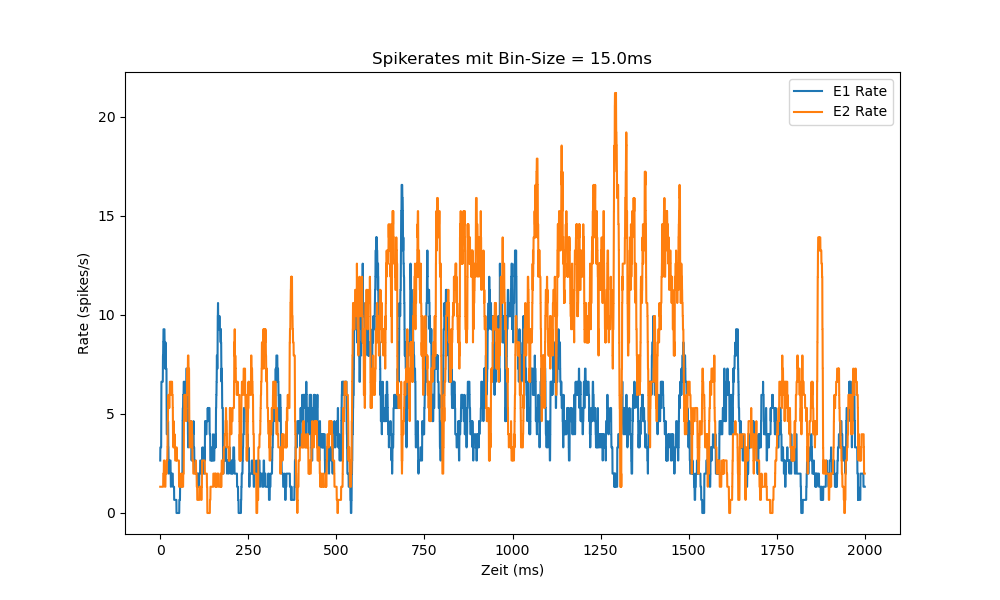 Spikerates mit Bin-Size = 15.0ms
E1 Rate
E2 Rate
Rate (spikes/s)
20
15
10
5
0
0 250 500 750 1000 1250 1500 1750 2000
Zeit (ms)